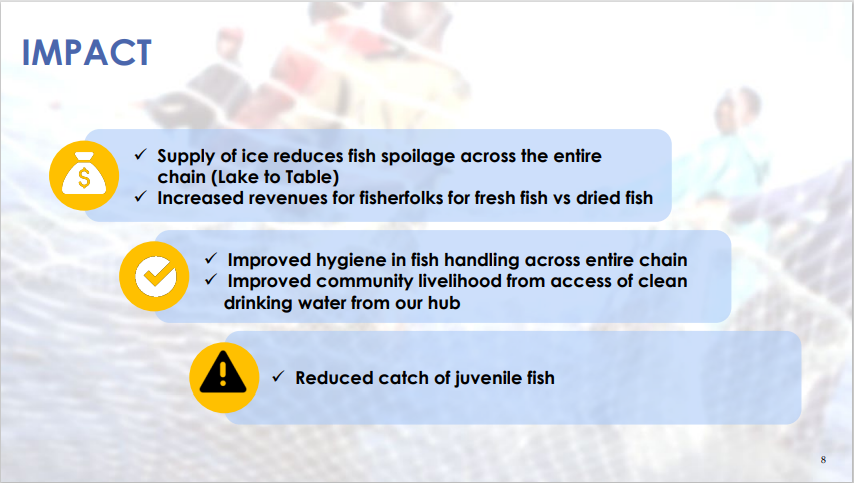 IMPACT
✓ Supply of ice reduces fish spoilage across the entire
chain (Lake to Table)
✓ Increased revenues for fisherfolks for fresh fish vs dried fish
✓ Improved hygiene in fish handling across entire chain
✓ Improved community livelihood from access of clean
drinking water from our hub
✓ Reduced catch of juvenile fish
8